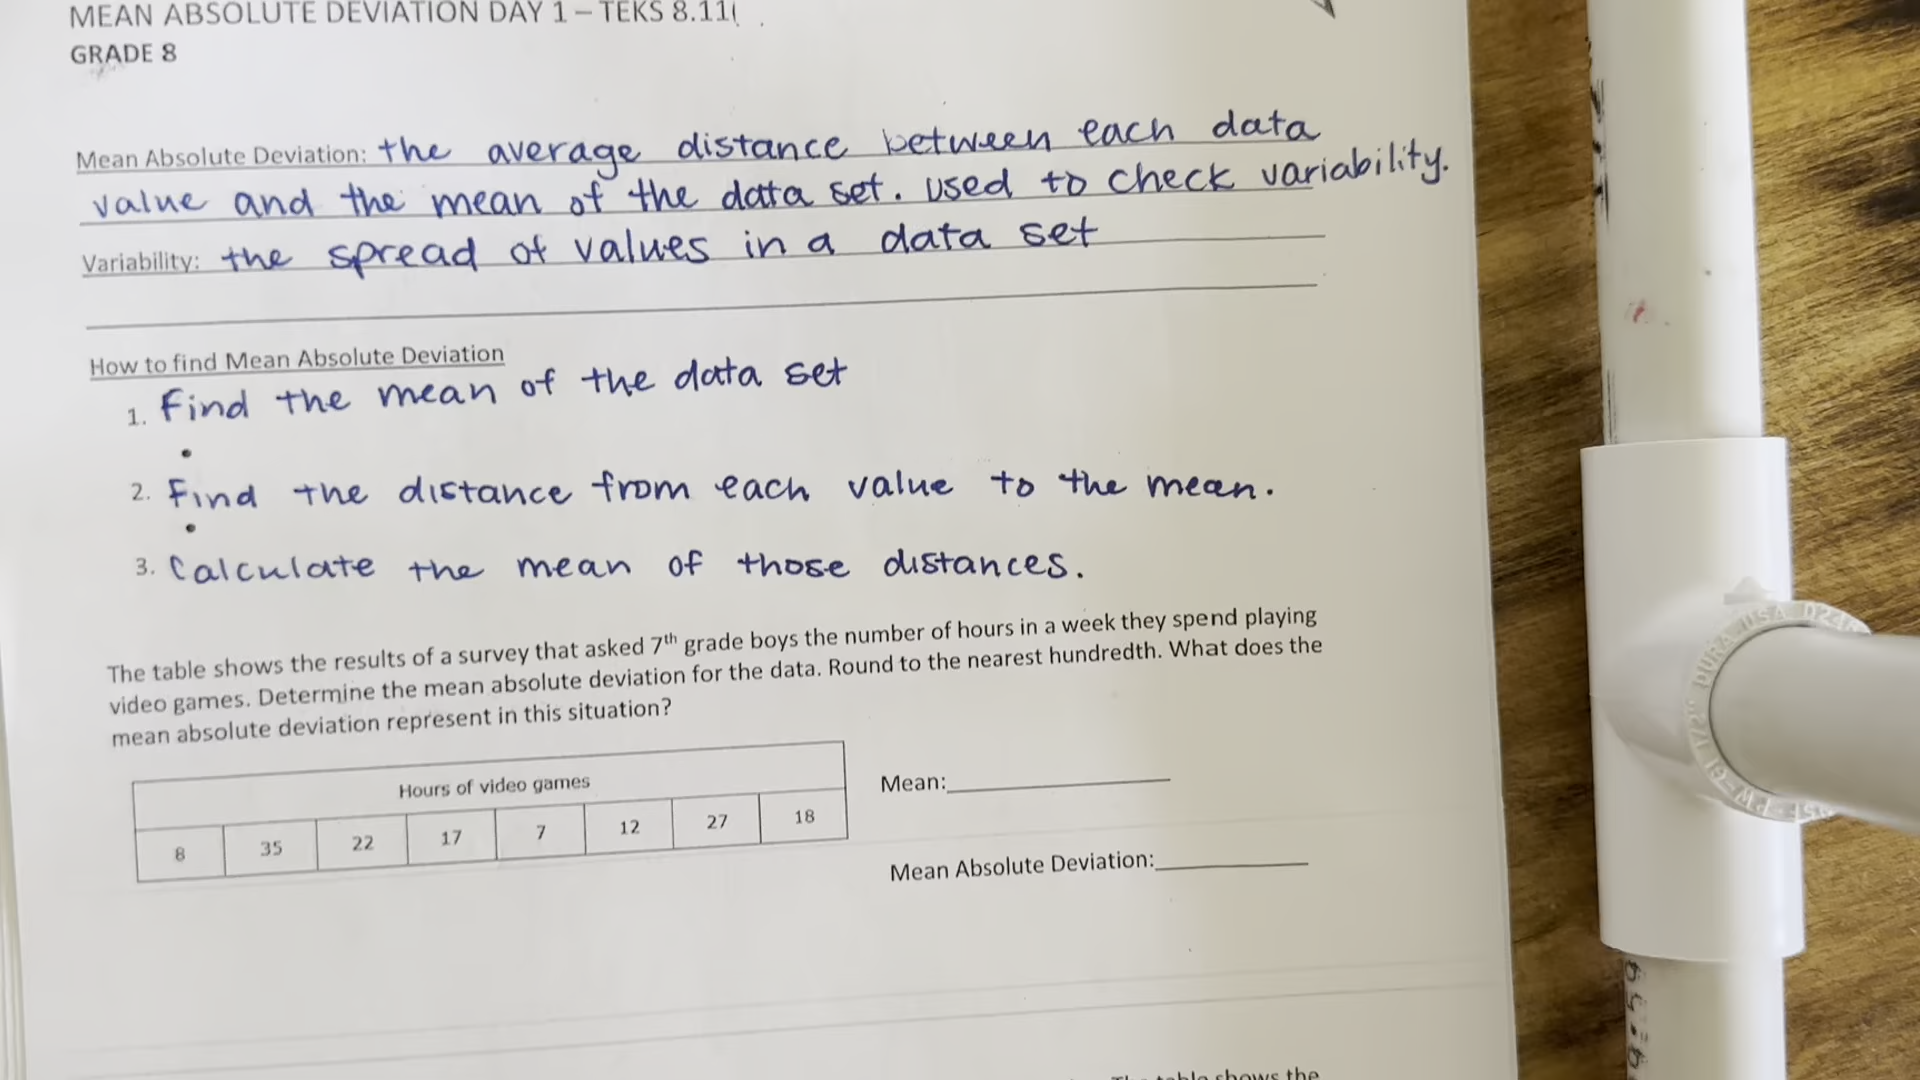 MEAN ABSOLUTE DEVIATION DAY 1 – TEKS 8.11(
GRADE 8
Mean Absolute Deviation: the average distance between each data
value and the mean of the data set. used to check variability.
Variability: the spread of values in a data set
How to find Mean Absolute Deviation
1. Find the mean of the data set
•
2. Find the distance from each value to the mean.
•
3. Calculate the mean of those distances.
The table shows the results of a survey that asked 7th grade boys the number of hours in a week they spend playing
video games. Determine the mean absolute deviation for the data. Round to the nearest hundredth. What does the
mean absolute deviation represent in this situation?
Hours of video games
8 35 22 17 7 12 27 18
Mean:
Mean Absolute Deviation:
table shows the